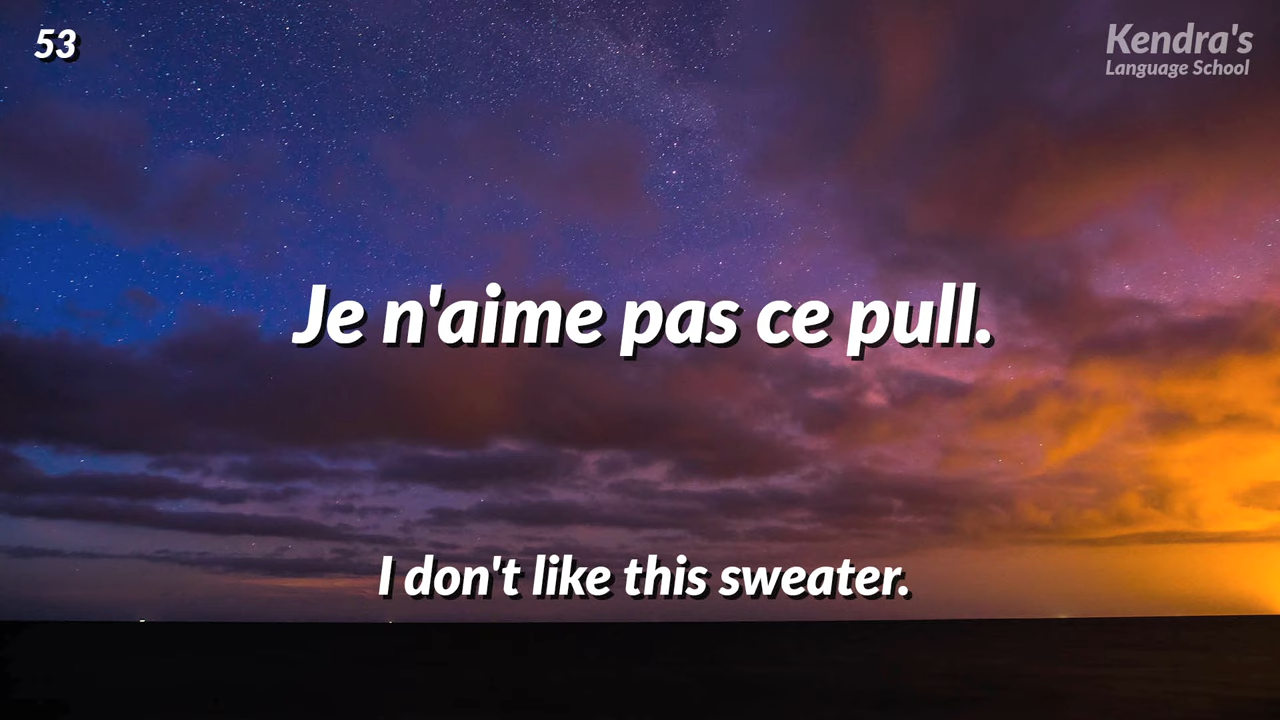 53
Kendra's
Language School
Je n'aime pas ce pull.
I don't like this sweater.